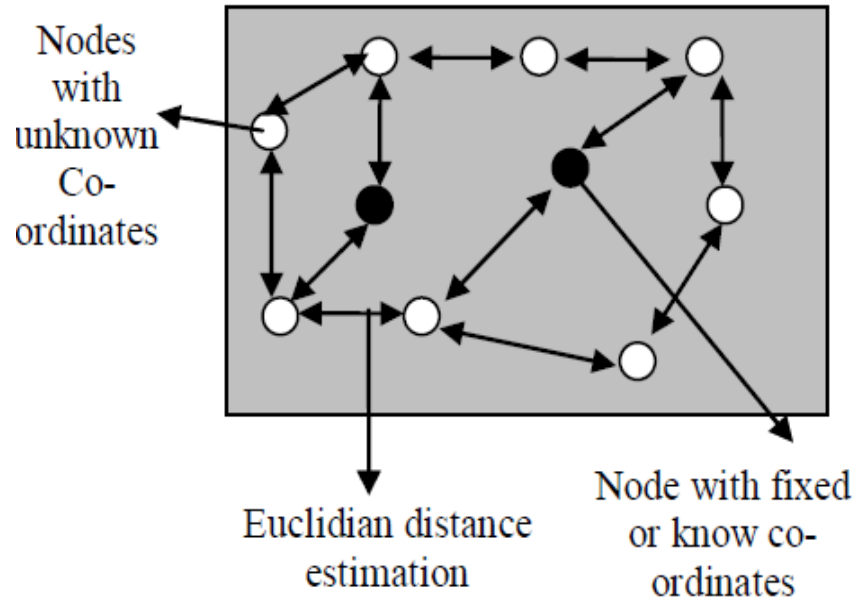 Nodes
with
unknown
Co-
ordinates
Euclidian distance
estimation
Node with fixed
or know co-
ordinates